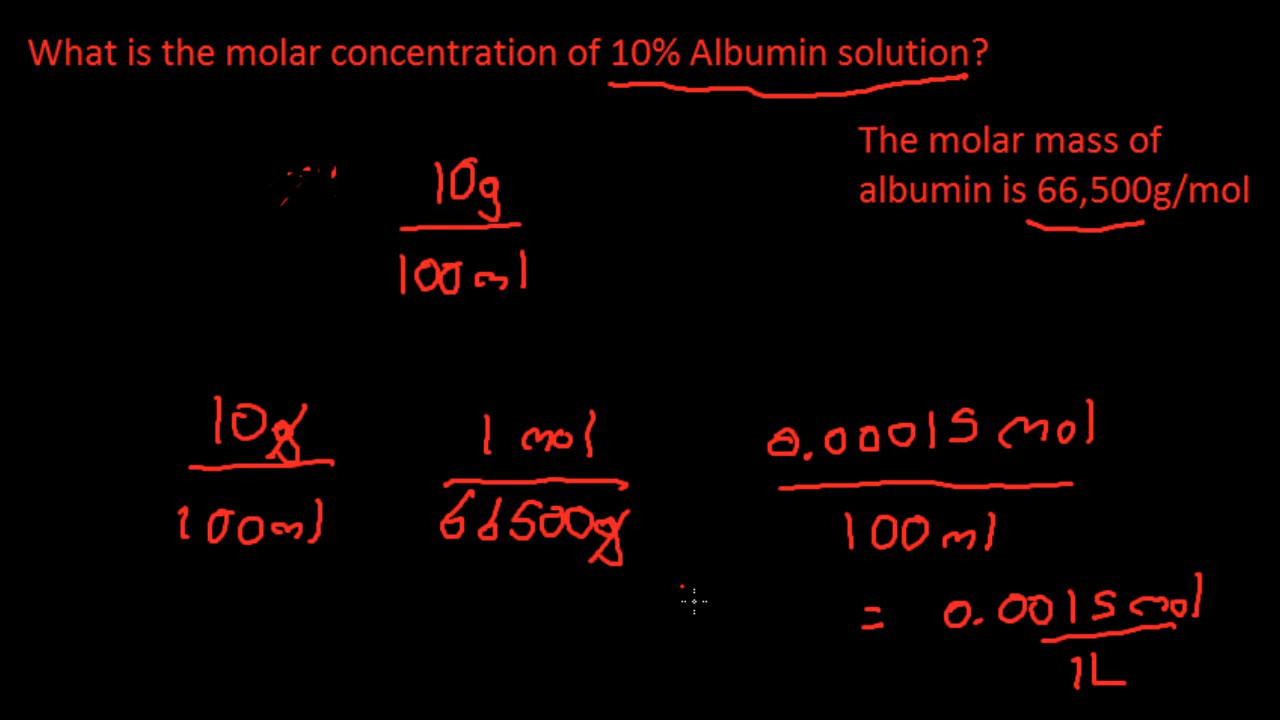 What is the molar concentration of 10% Albumin solution?
The molar mass of
albumin is 66,500g/mol
10g
100ml
10g 1 mol 0.00015 mol
100ml 66500g 100ml
= 0.0015 mol
1L